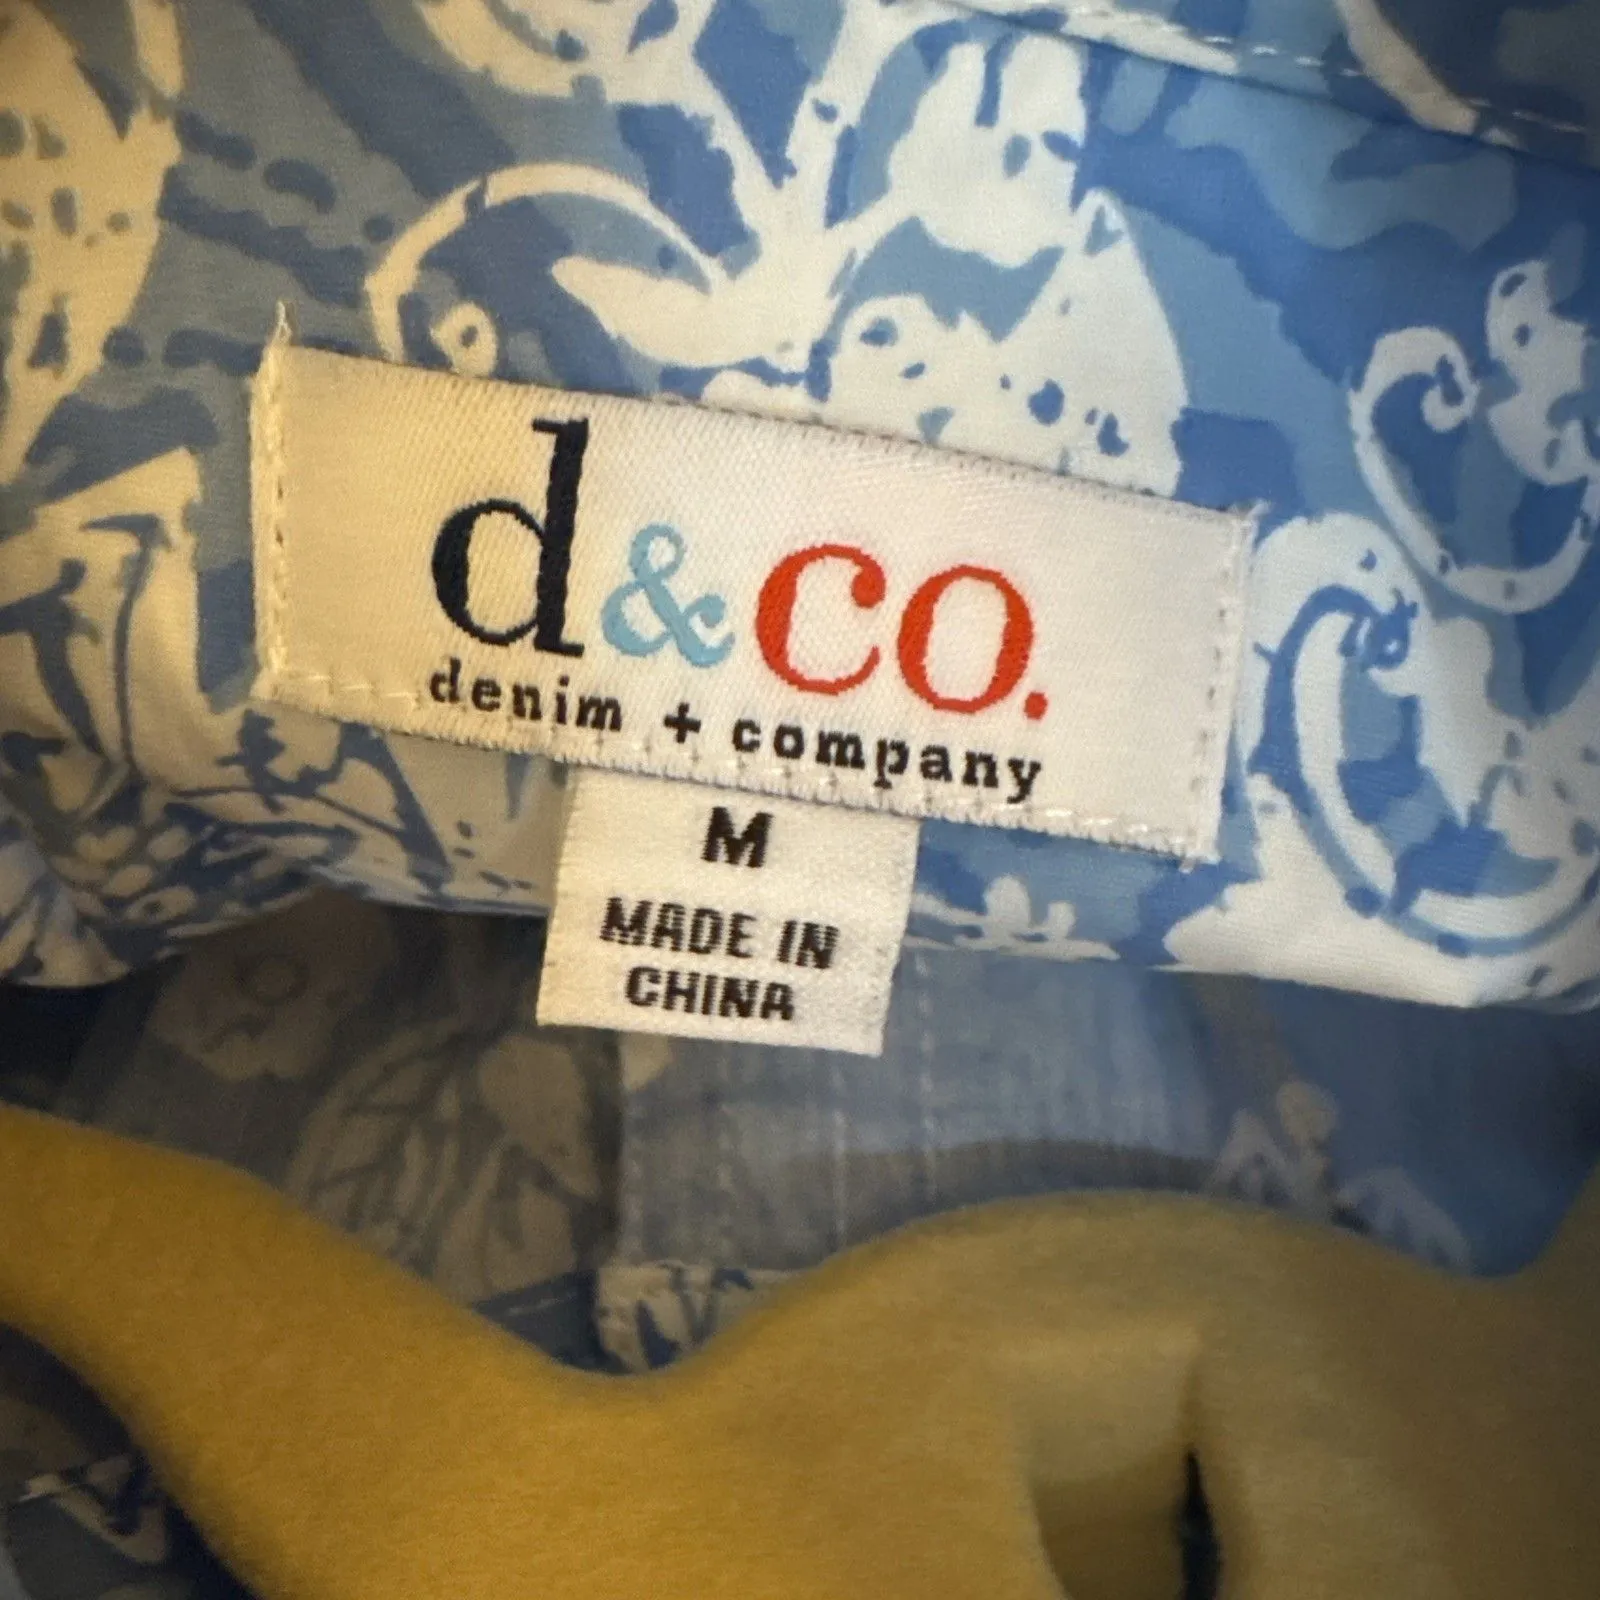 d&co.
denim + company
M
MADE IN
CHINA